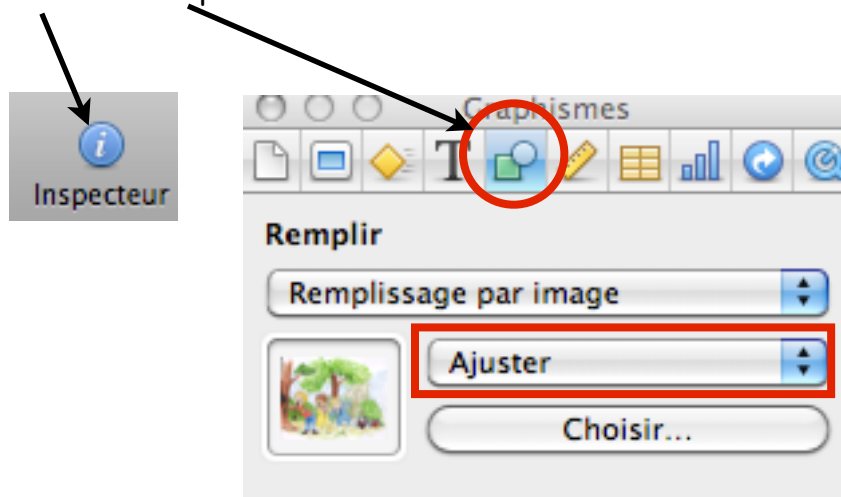 Graphismes
Inspecteur
Remplir
Remplissage par image
Ajuster
Choisir...